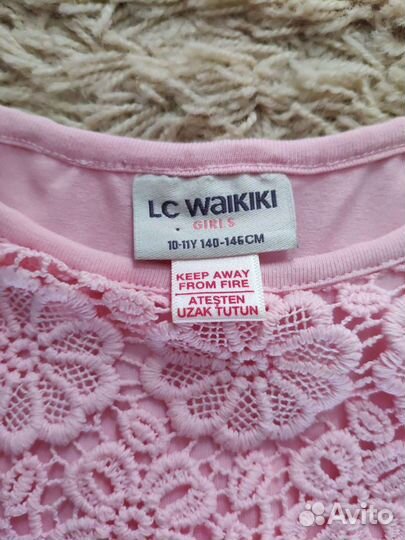 LC WAIKIKI
GIRLS
10-11Y 140-146CM
KEEP AWAY
FROM FIRE
ATEŞTEN
UZAK TUTUN
Avito